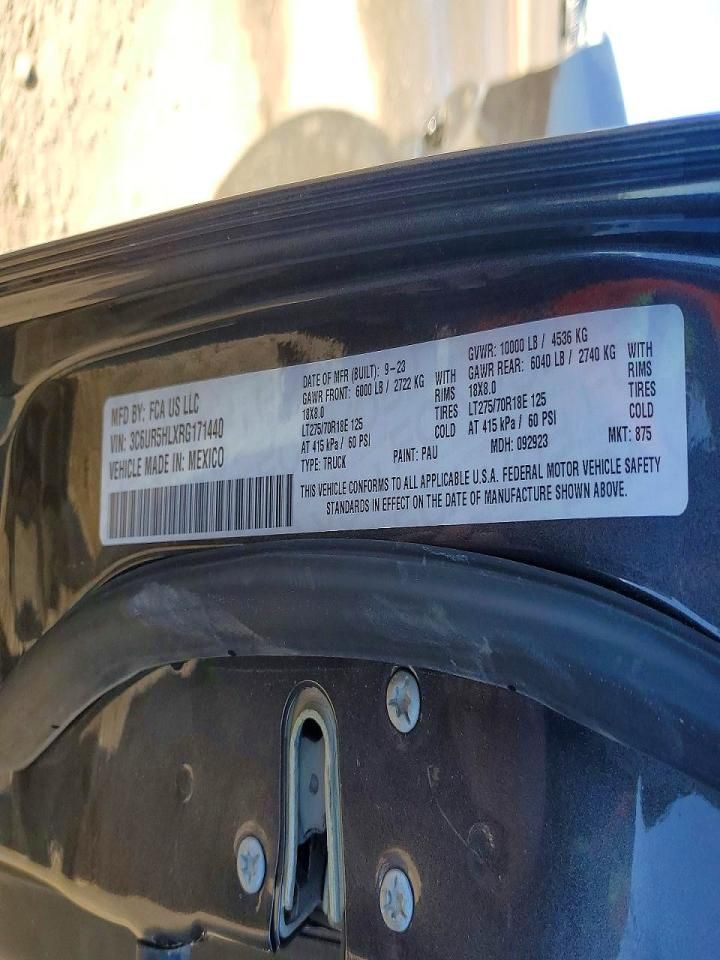 MFD BY: FCA US LLC
VIN: 3C6UR5HLXRG171440
VEHICLE MADE IN: MEXICO
DATE OF MFR (BUILT): 9-23
GAWR FRONT: 6000 LB / 2722 KG WITH
18X8.0 RIMS
LT275/70R18E 125 TIRES
AT 415 kPa / 60 PSI COLD
TYPE: TRUCK PAINT: PAU
GVWR: 10000 LB / 4536 KG
GAWR REAR: 6040 LB / 2740 KG WITH
18X8.0 RIMS
LT275/70R18E 125 TIRES
AT 415 kPa / 60 PSI COLD
MDH: 092923 MKT: 875
THIS VEHICLE CONFORMS TO ALL APPLICABLE U.S.A. FEDERAL MOTOR VEHICLE SAFETY
STANDARDS IN EFFECT ON THE DATE OF MANUFACTURE SHOWN ABOVE.